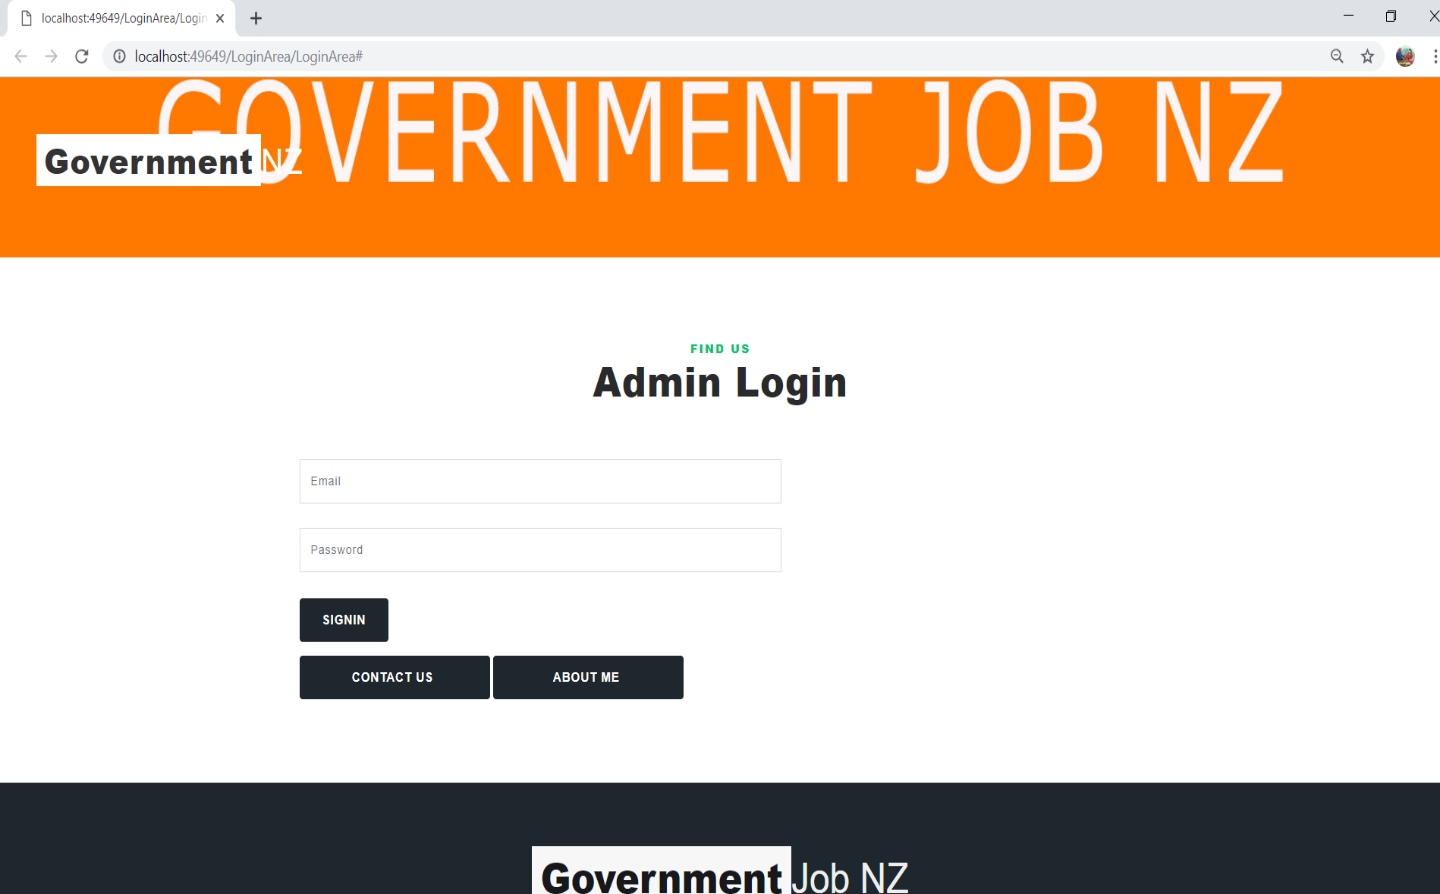 localhost:49649/LoginArea/Login
localhost:49649/LoginArea/LoginArea#
GOVERNMENT JOB NZ
Government NZ
FIND US
Admin Login
Email
Password
SIGNIN
CONTACT US ABOUT ME
Government Job NZ